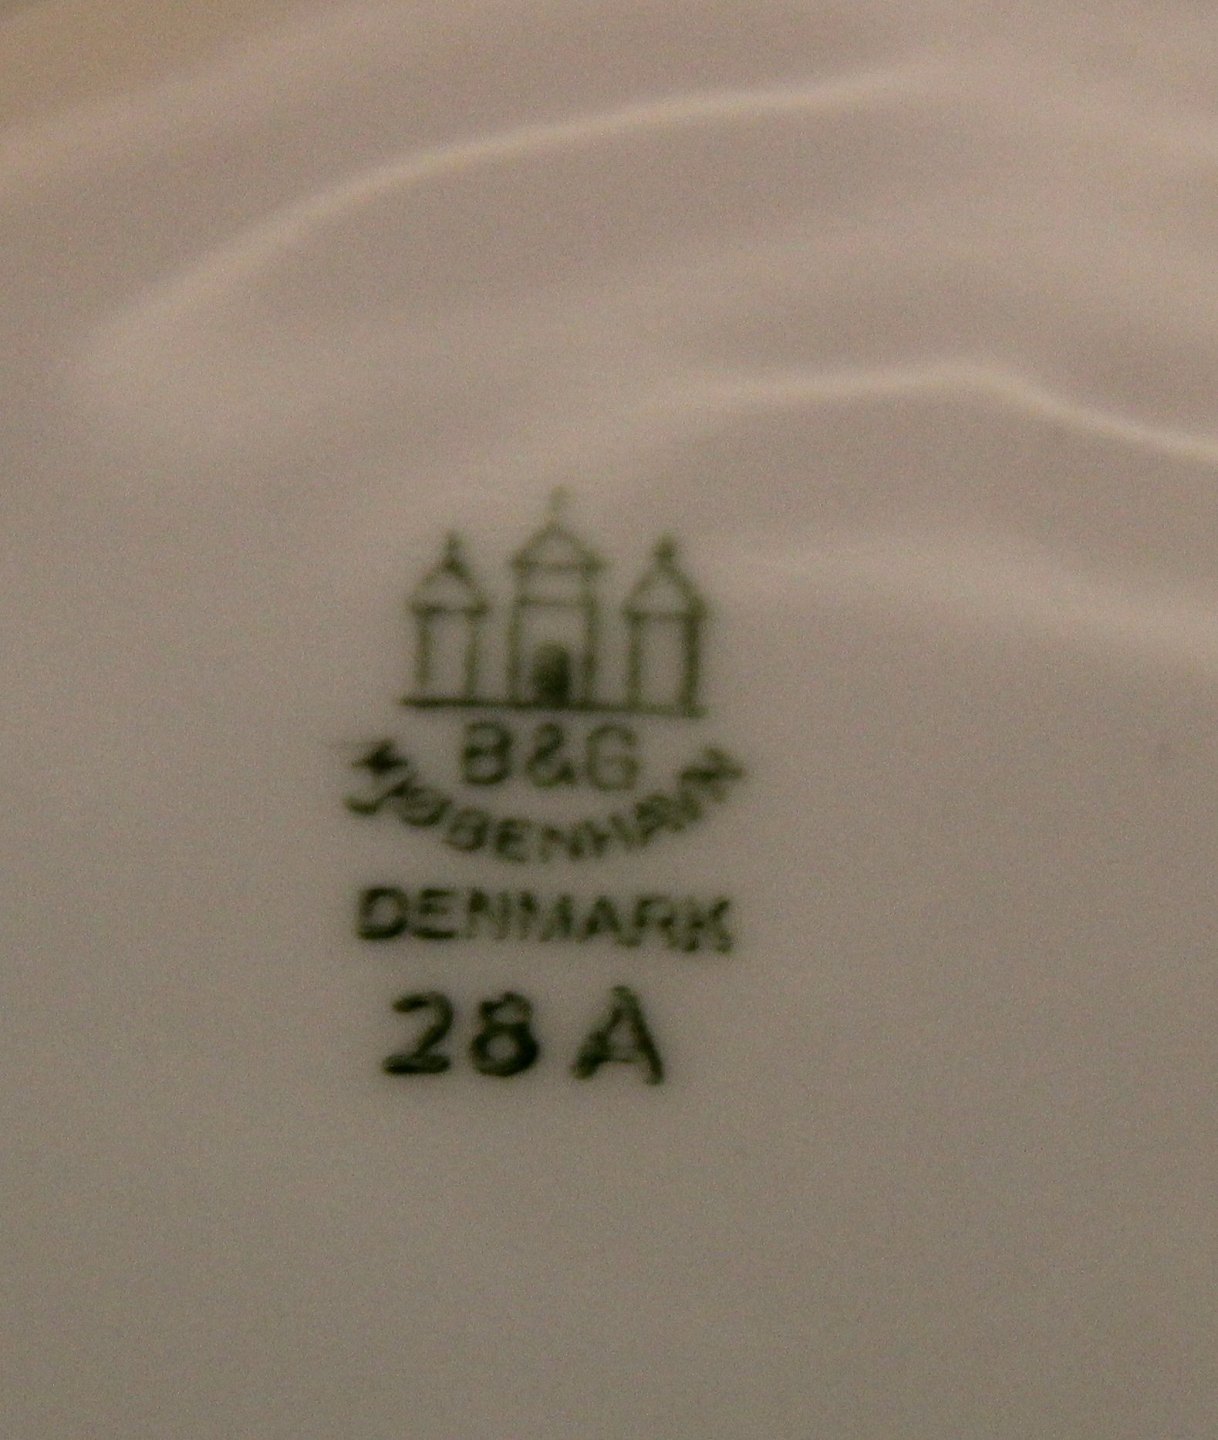 B&G
KJØBENHAVN
DENMARK
28 A